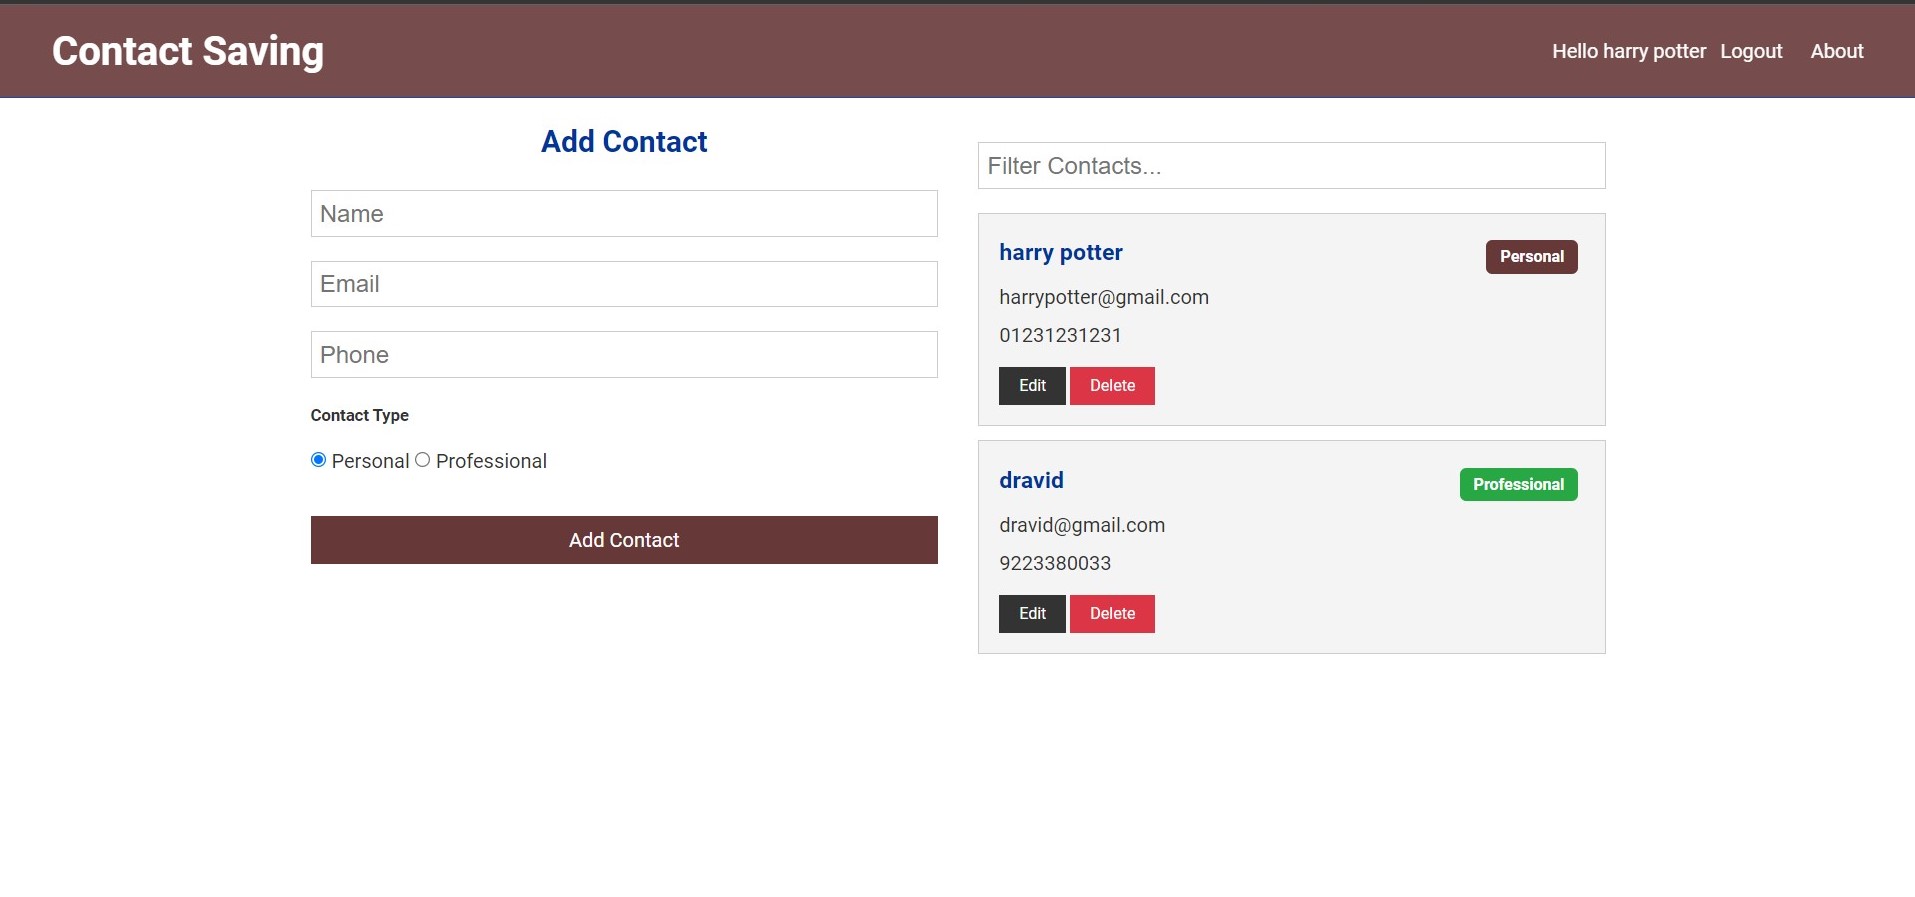 Contact Saving
Hello harry potter Logout About
Add Contact
Name
Email
Phone
Contact Type
Personal Professional
Add Contact
Filter Contacts...
harry potter
Personal
harrypotter@gmail.com
01231231231
Edit Delete
dravid
Professional
dravid@gmail.com
9223380033
Edit Delete